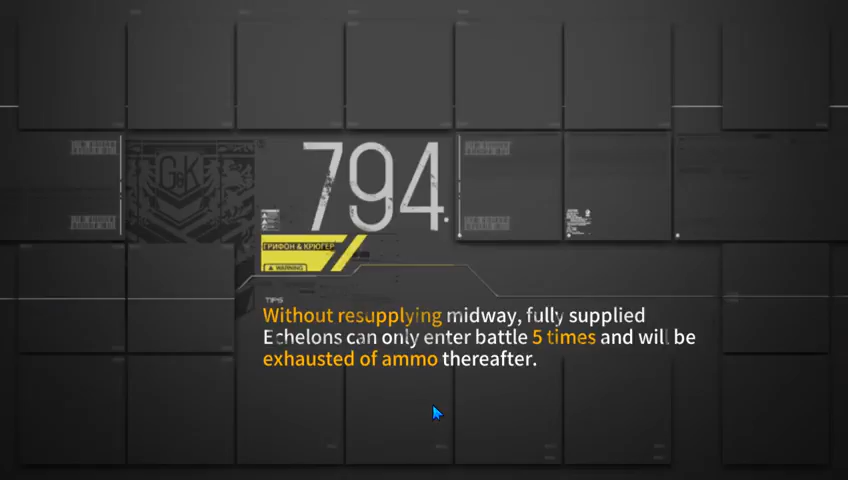 G&K
794.
ГРИФОН & КРЮГЕР
WARNING
TIPS
Without resupplying midway, fully supplied
Echelons can only enter battle 5 times and will be
exhausted of ammo thereafter.